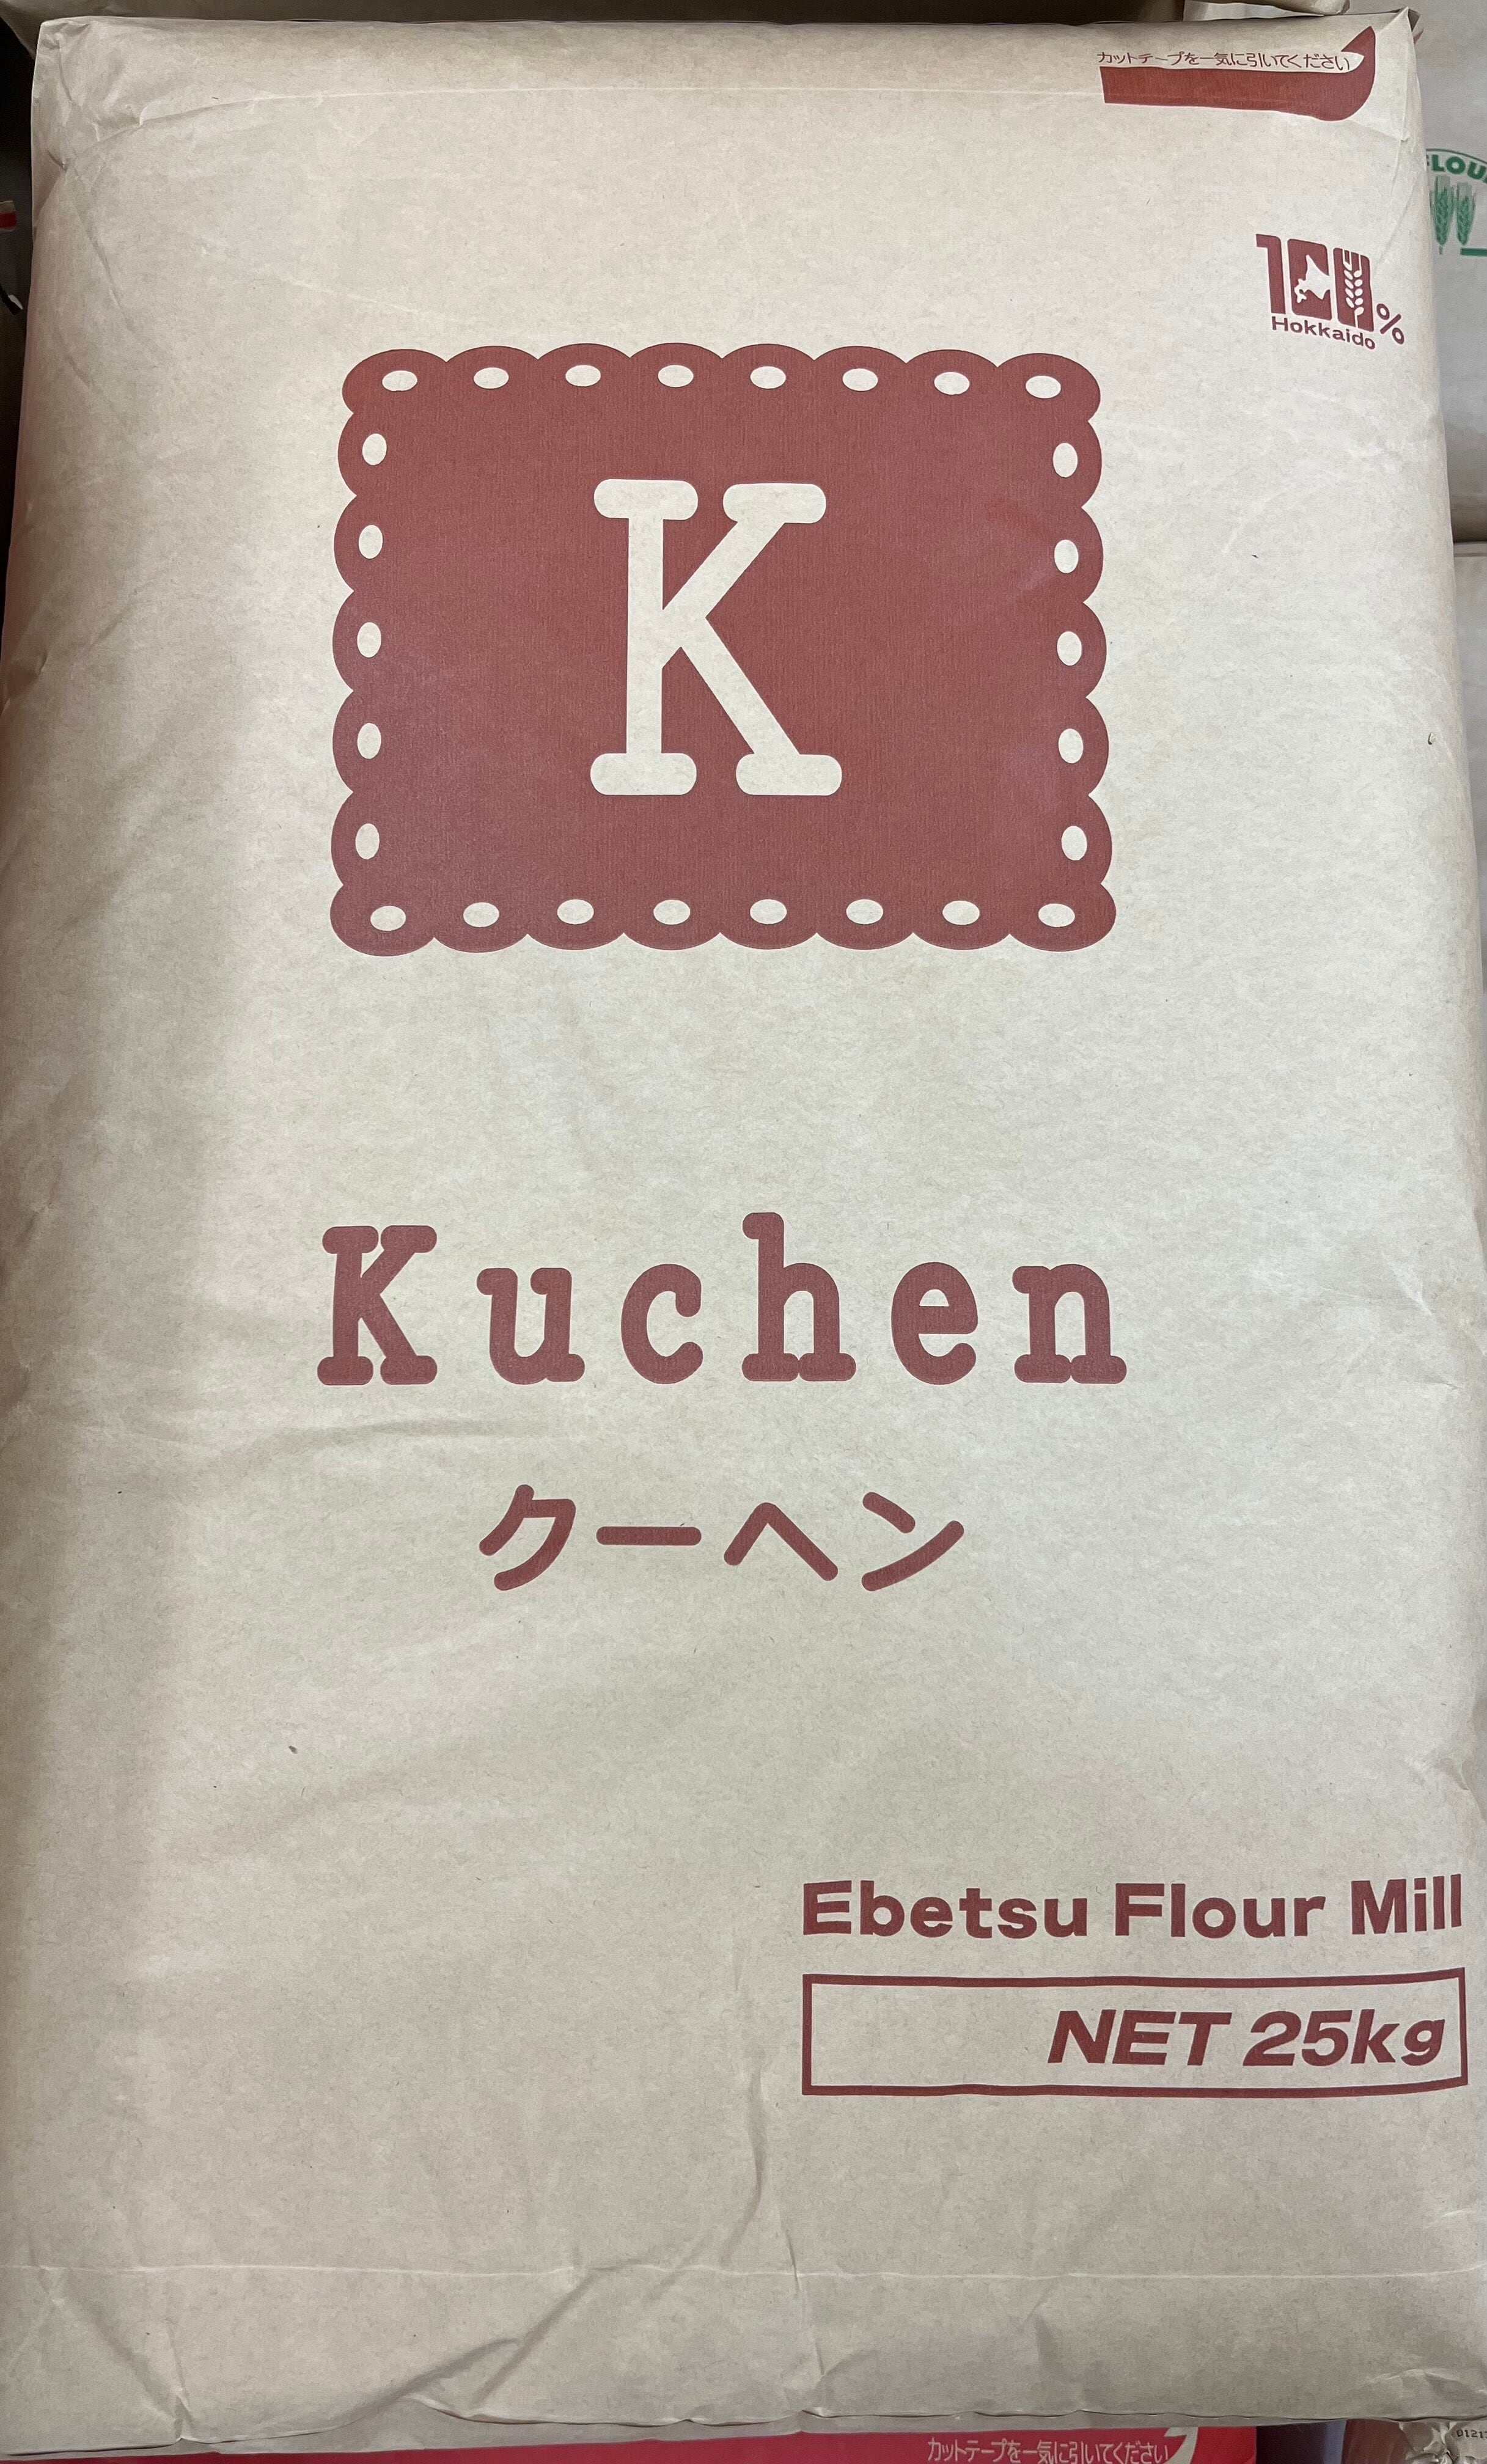 カットテープを一気に引いてください
FLOUR
100%
Hokkaido
K
Kuchen
クーヘン
Ebetsu Flour Mill
NET 25kg
カットテープを一気に引いてください